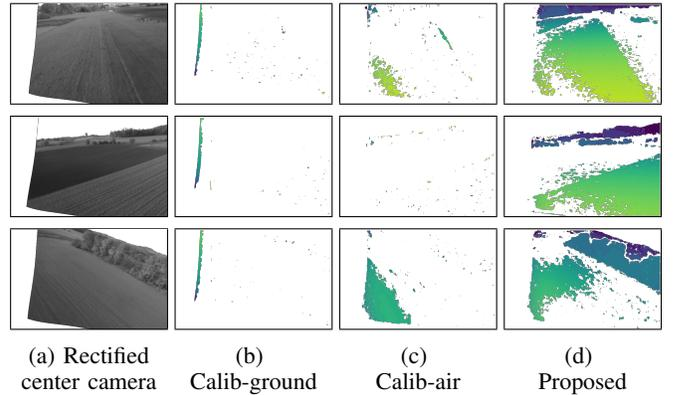 (a) Rectified
center camera
(b)
Calib-ground
(c)
Calib-air
(d)
Proposed